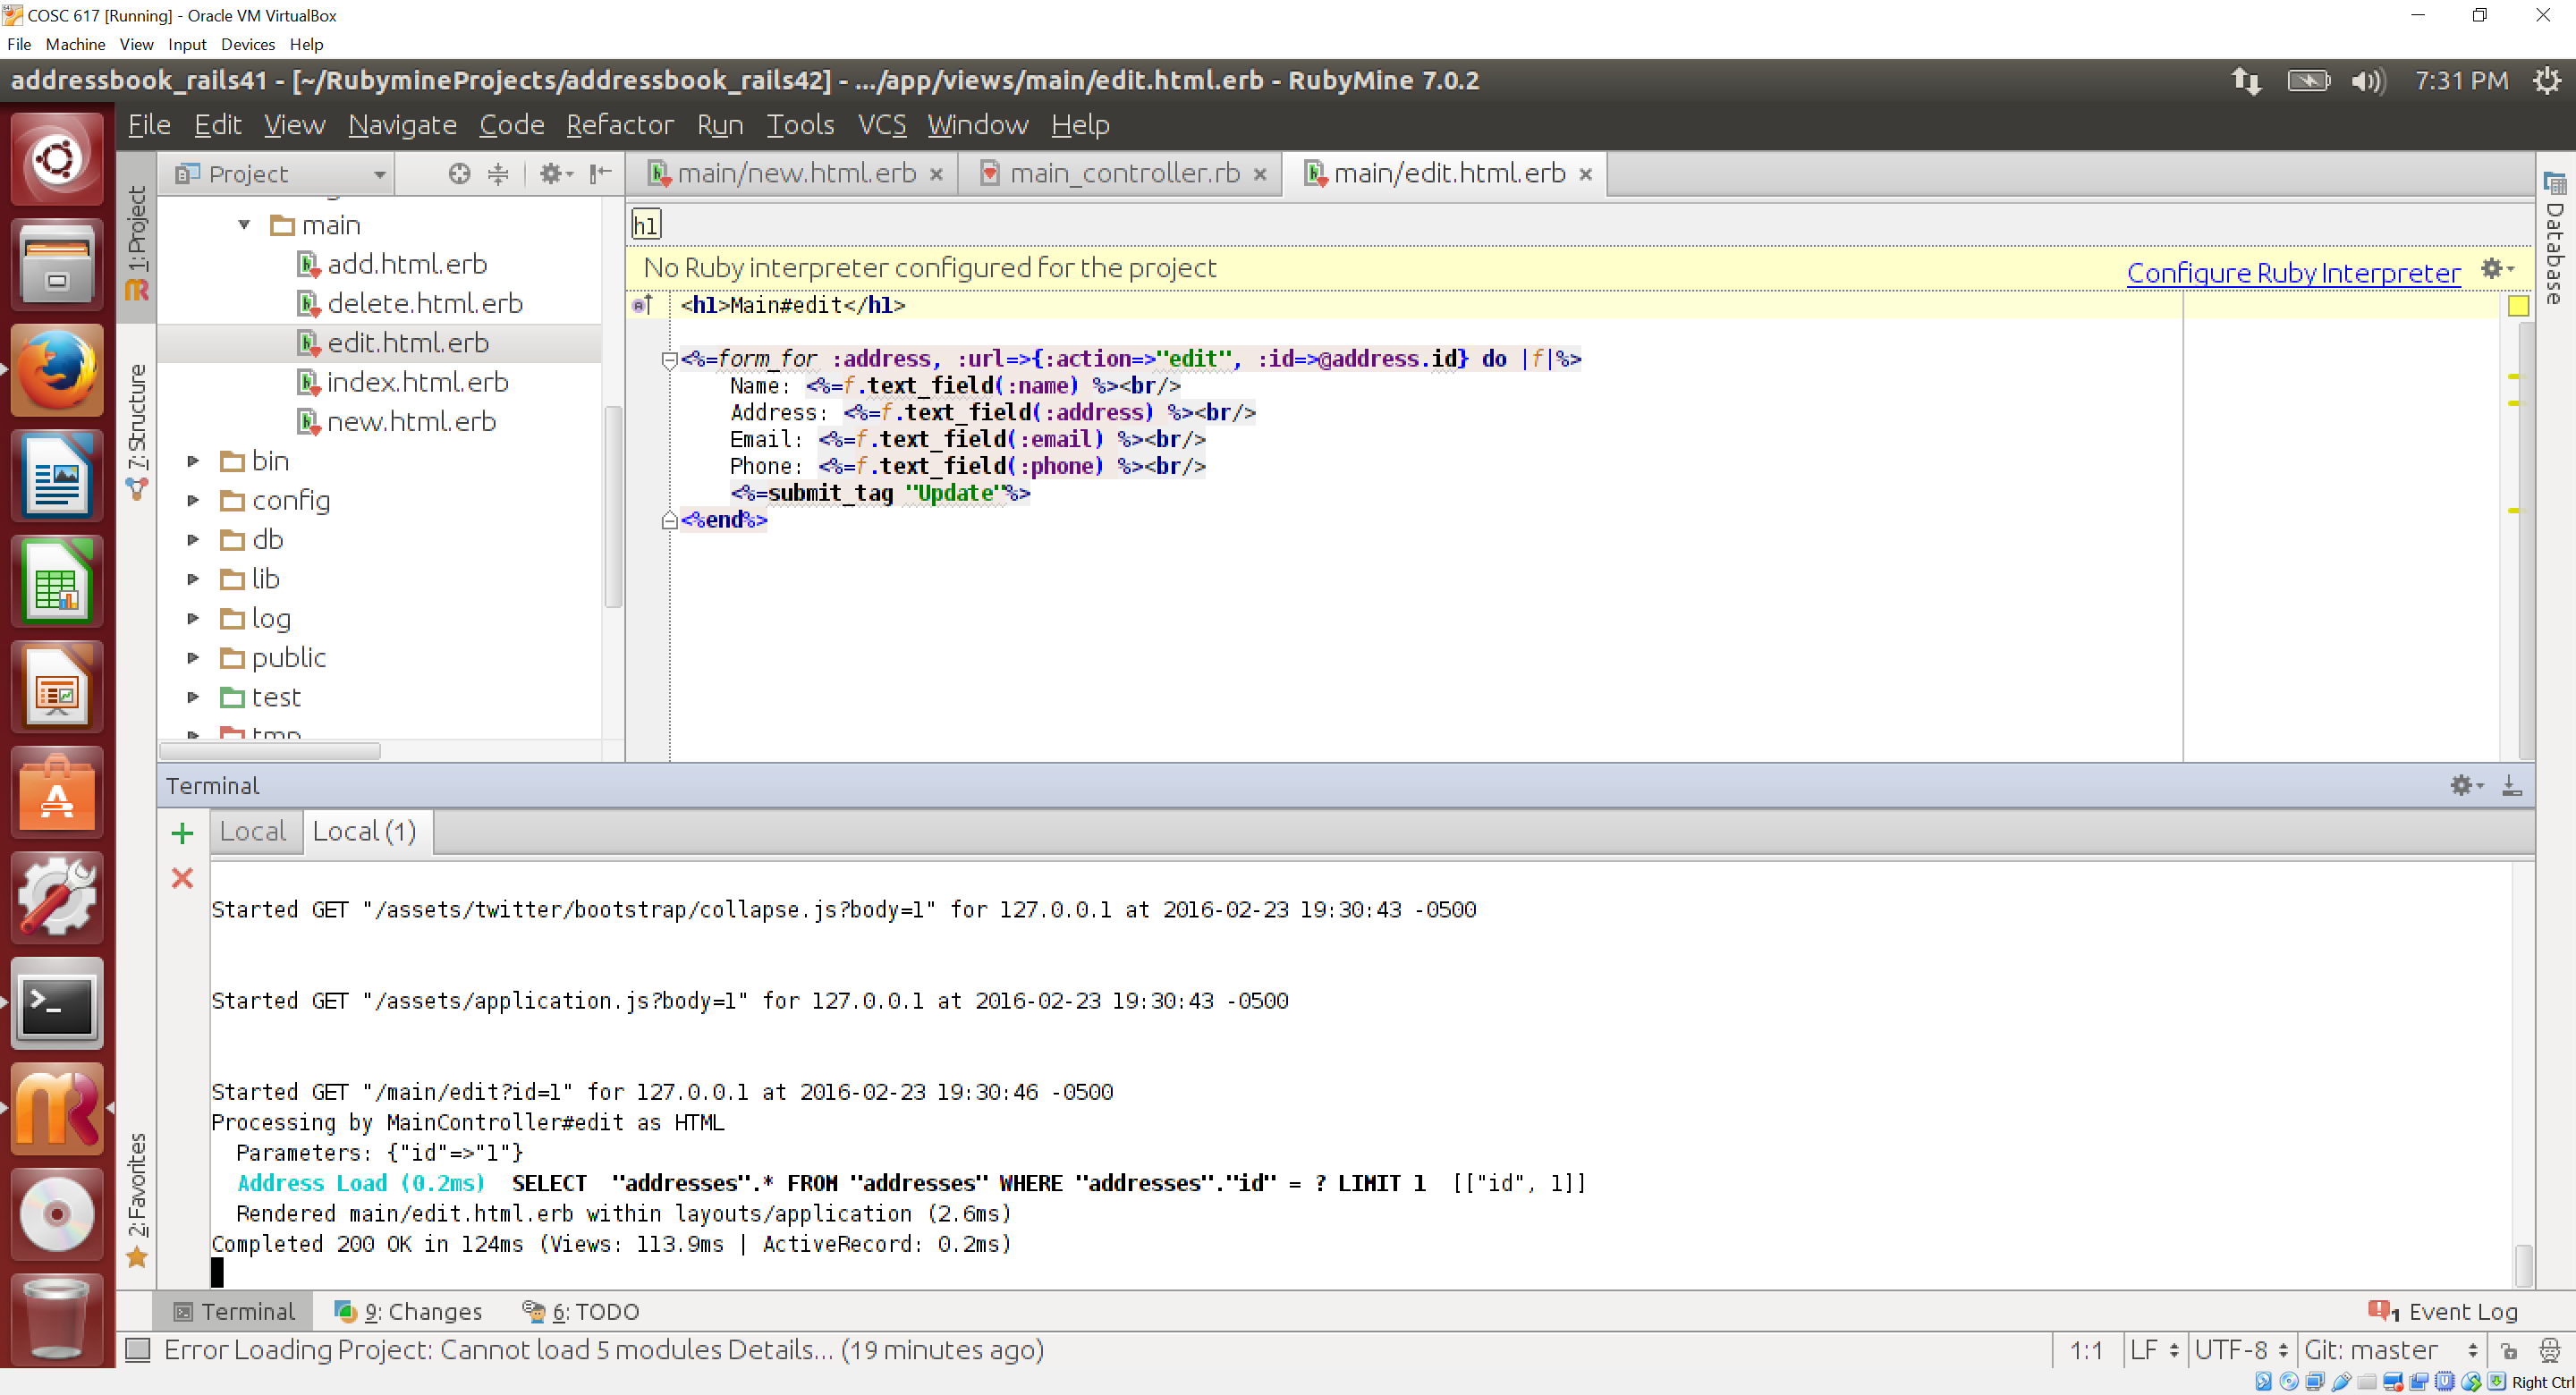 COSC 617 [Running] - Oracle VM VirtualBox
File Machine View Input Devices Help
addressbook_rails41 - [~/RubymineProjects/addressbook_rails42] - .../app/views/main/edit.html.erb - RubyMine 7.0.2
7:31 PM
File Edit View Navigate Code Refactor Run Tools VCS Window Help
Project
main/new.html.erb
main_controller.rb
main/edit.html.erb
1: Project
7: Structure
2: Favorites
Database
main
add.html.erb
delete.html.erb
edit.html.erb
index.html.erb
new.html.erb
bin
config
db
lib
log
public
test
tmp
h1
No Ruby interpreter configured for the project
Configure Ruby Interpreter
<h1>Main#edit</h1>
<%=form_for :address, :url=>{:action=>"edit", :id=>@address.id} do |f|%>
Name: <%=f.text_field(:name) %><br/>
Address: <%=f.text_field(:address) %><br/>
Email: <%=f.text_field(:email) %><br/>
Phone: <%=f.text_field(:phone) %><br/>
<%=submit_tag "Update"%>
<%end%>
Terminal
Local
Local (1)
Started GET "/assets/twitter/bootstrap/collapse.js?body=1" for 127.0.0.1 at 2016-02-23 19:30:43 -0500
Started GET "/assets/application.js?body=1" for 127.0.0.1 at 2016-02-23 19:30:43 -0500
Started GET "/main/edit?id=1" for 127.0.0.1 at 2016-02-23 19:30:46 -0500
Processing by MainController#edit as HTML
Parameters: {"id"=>"1"}
Address Load (0.2ms) SELECT "addresses".* FROM "addresses" WHERE "addresses"."id" = ? LIMIT 1 [["id", 1]]
Rendered main/edit.html.erb within layouts/application (2.6ms)
Completed 200 OK in 124ms (Views: 113.9ms | ActiveRecord: 0.2ms)
Terminal
9: Changes
6: TODO
1 Event Log
Error Loading Project: Cannot load 5 modules Details... (19 minutes ago)
1:1
LF
UTF-8
Git: master
Right Ctrl